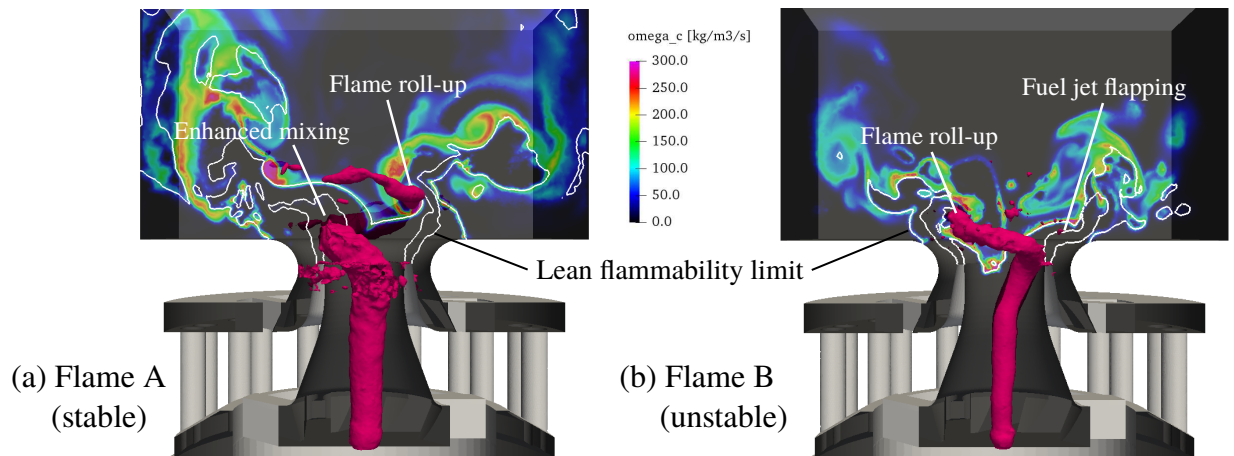 omega_c [kg/m3/s]
300.0
250.0
200.0
150.0
100.0
50.0
0.0
Flame roll-up
Enhanced mixing
Fuel jet flapping
Flame roll-up
Lean flammability limit
(a) Flame A
(stable)
(b) Flame B
(unstable)